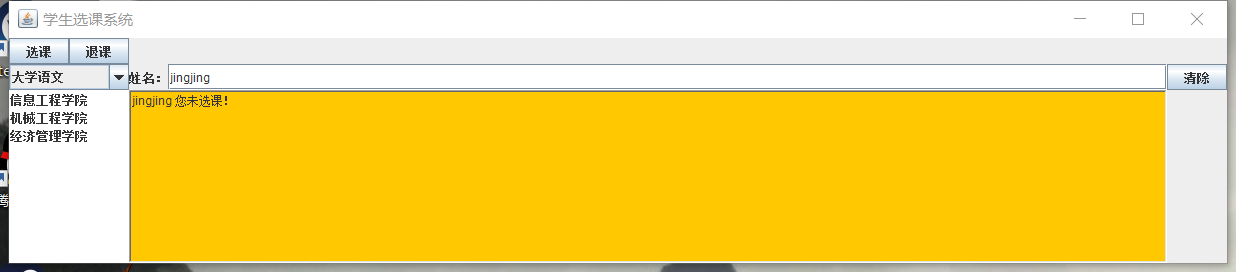 学生选课系统
选课 退课
大学语文 姓名： jingjing 清除
信息工程学院 jingjing 您未选课！
机械工程学院
经济管理学院